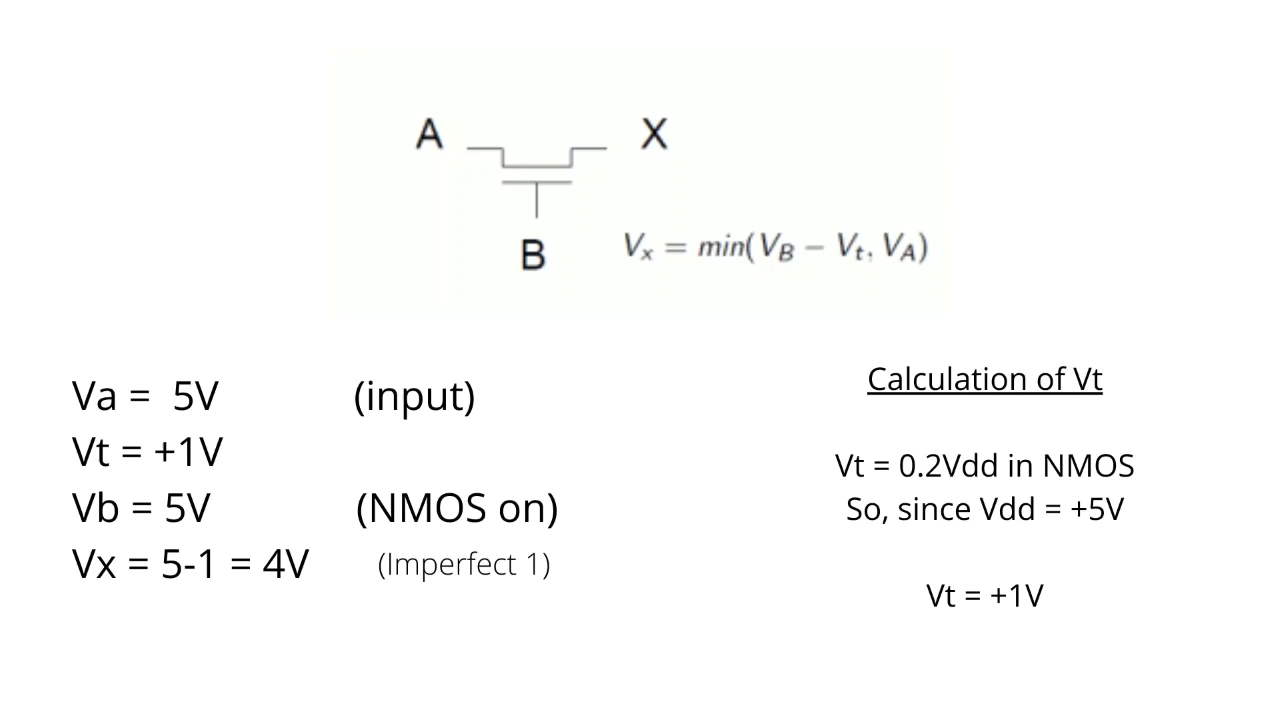 A
X
B
Vx = min(VB − Vt, VA)
Va = 5V (input)
Vt = +1V
Vb = 5V (NMOS on)
Vx = 5-1 = 4V (Imperfect 1)
Calculation of Vt
Vt = 0.2Vdd in NMOS
So, since Vdd = +5V
Vt = +1V